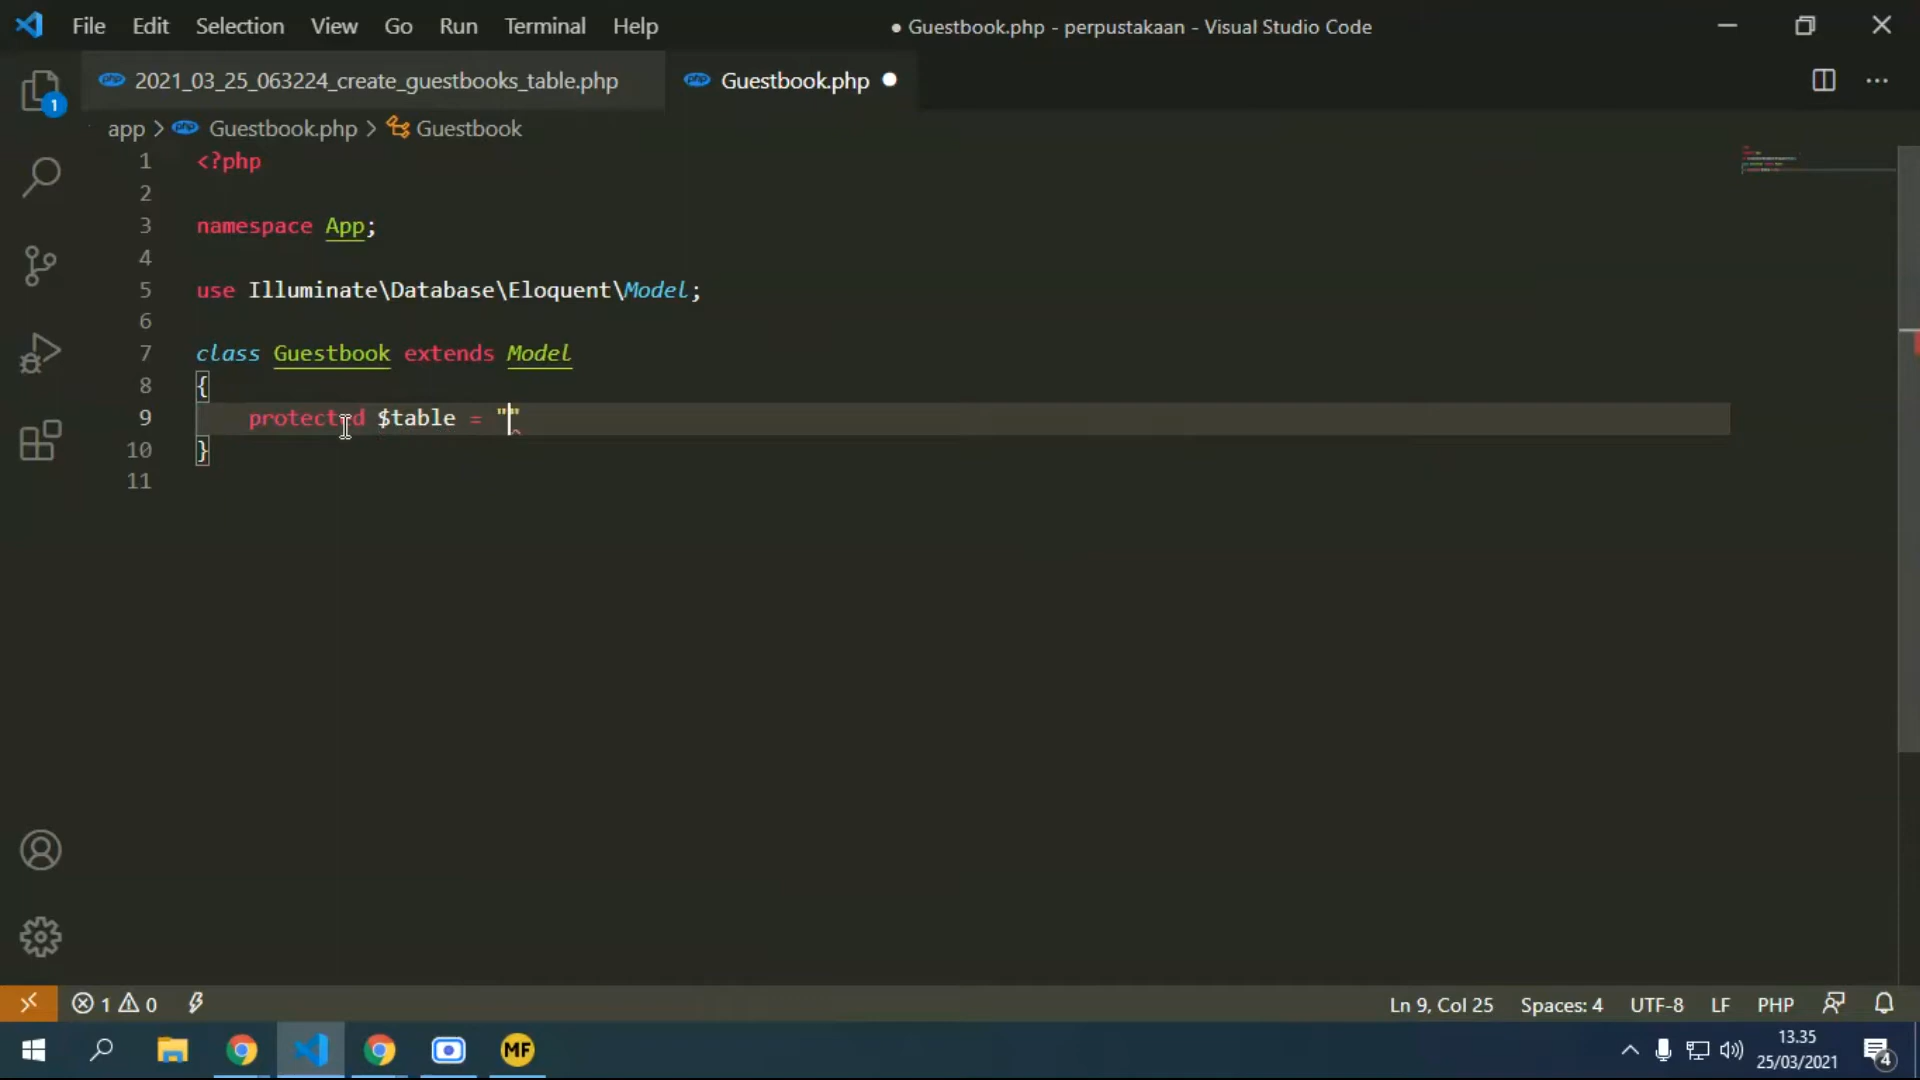 File Edit Selection View Go Run Terminal Help
● Guestbook.php - perpustakaan - Visual Studio Code
2021_03_25_063224_create_guestbooks_table.php
Guestbook.php ●
app > Guestbook.php > Guestbook
1 <?php
2
3 namespace App;
4
5 use Illuminate\Database\Eloquent\Model;
6
7 class Guestbook extends Model
8 {
9 protected $table = ""
10 }
11
1
1 0
Ln 9, Col 25 Spaces: 4 UTF-8 LF PHP
MF
13.35
25/03/2021
4